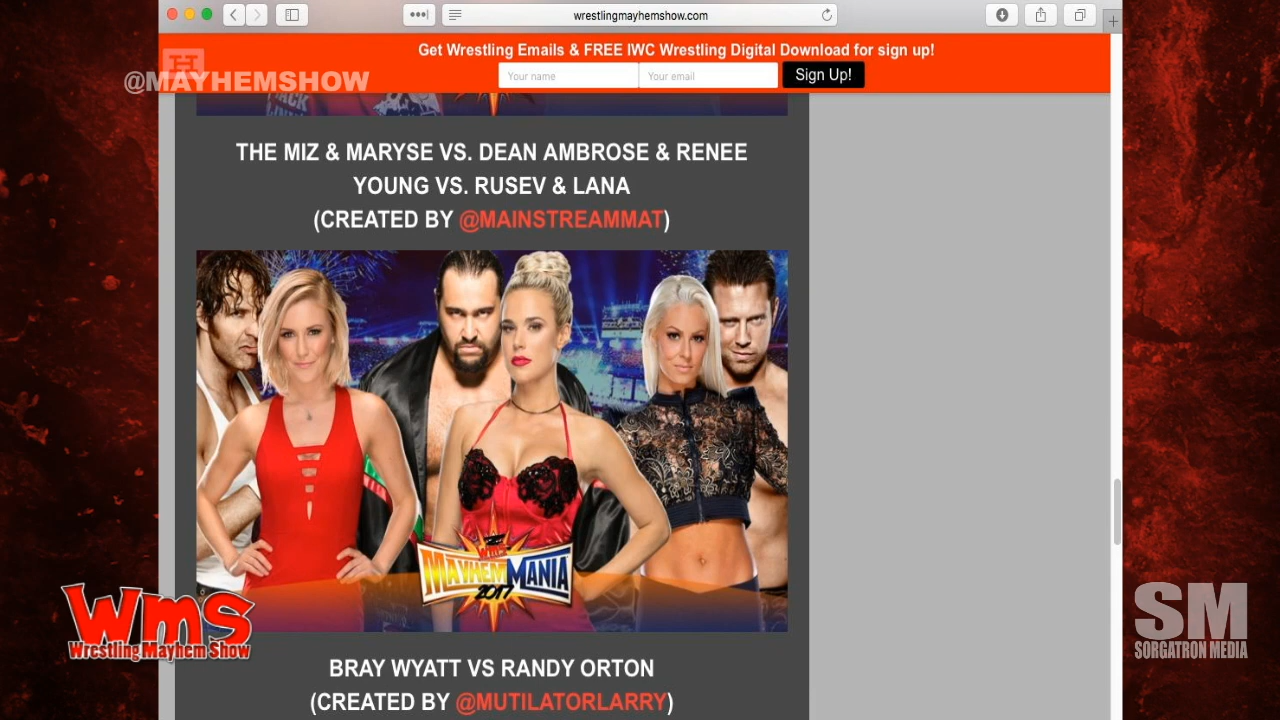 wrestlingmayhemshow.com
Get Wrestling Emails & FREE IWC Wrestling Digital Download for sign up!
Your name
Your email
Sign Up!
@MAYHEMSHOW
THE MIZ & MARYSE VS. DEAN AMBROSE & RENEE
YOUNG VS. RUSEV & LANA
(CREATED BY @MAINSTREAMMAT)
WMS
MAYHEMMANIA
2017
WmS
Wrestling Mayhem Show
SM
SORGATRON MEDIA
BRAY WYATT VS RANDY ORTON
(CREATED BY @MUTILATORLARRY)